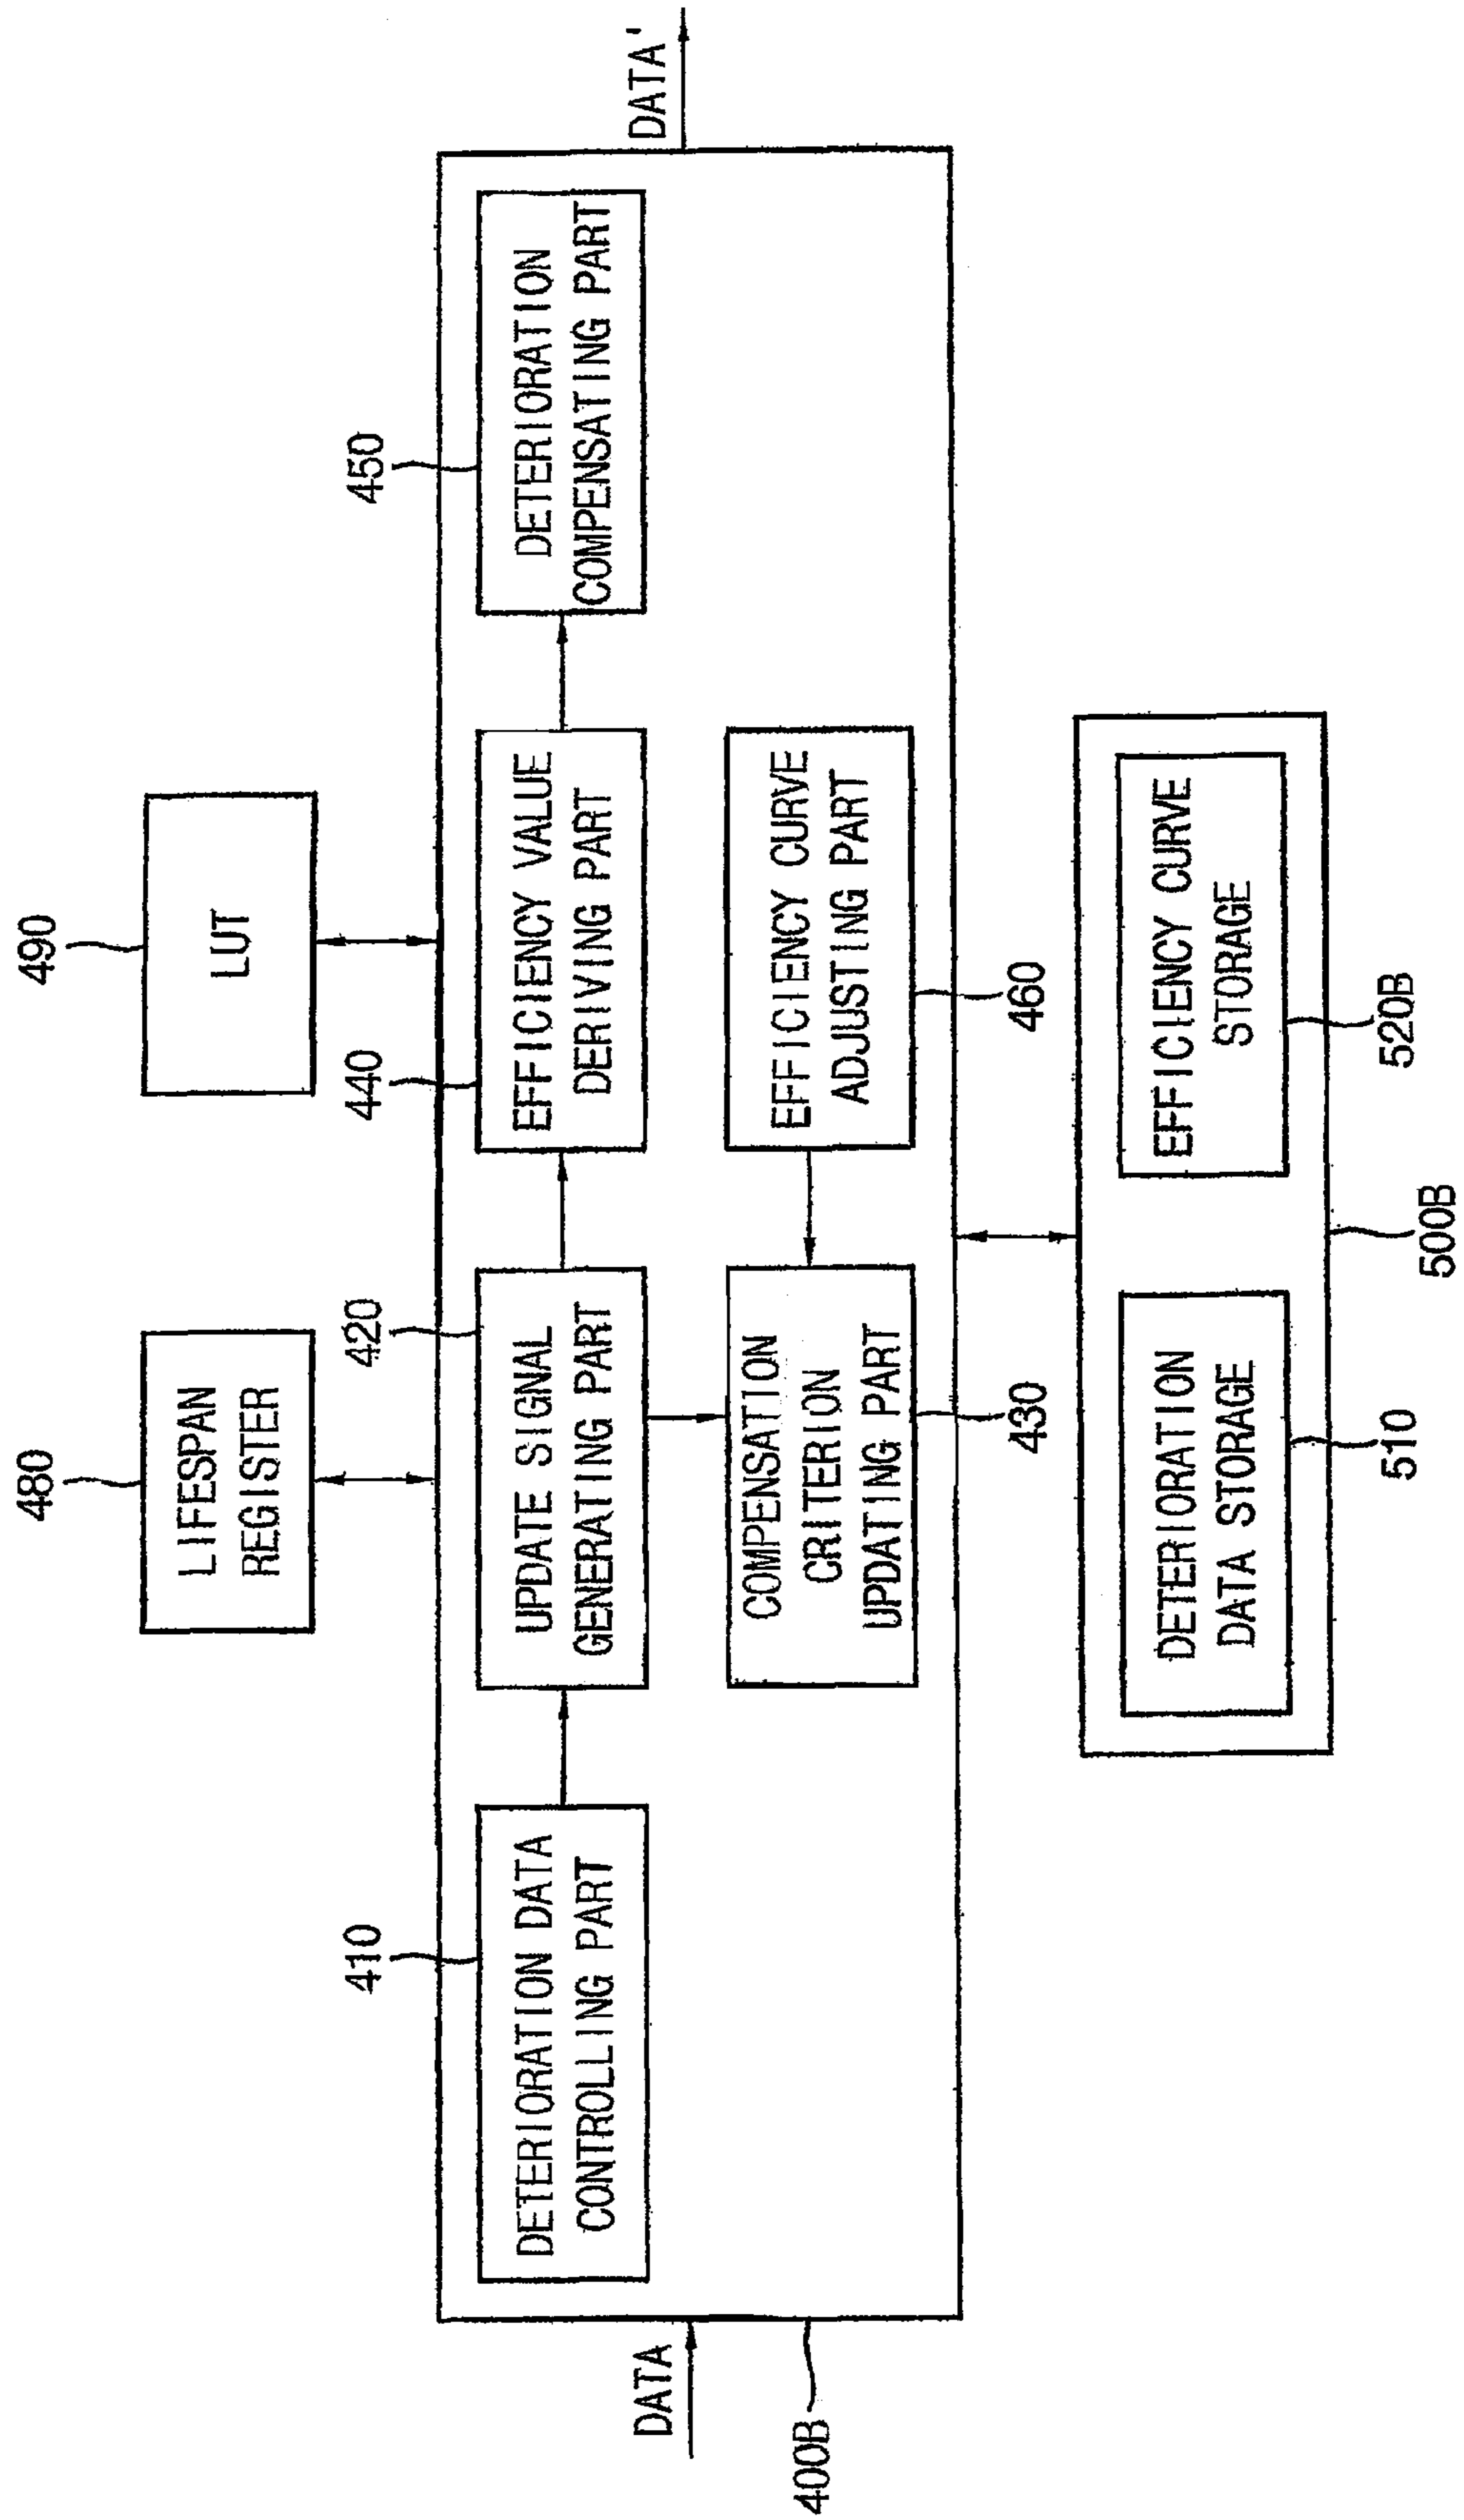 480
LIFESPAN
REGISTER
490
LUT
410
DETERIORATION DATA
CONTROLLING PART
420
UPDATE SIGNAL
GENERATING PART
440
EFFICIENCY VALUE
DERIVING PART
450
DETERIORATION
COMPENSATING PART
DATA
DATA'
400B
COMPENSATION
CRITERION
UPDATING PART
430
EFFICIENCY CURVE
ADJUSTING PART
460
DETERIORATION
DATA STORAGE
510
EFFICIENCY CURVE
STORAGE
520B
500B